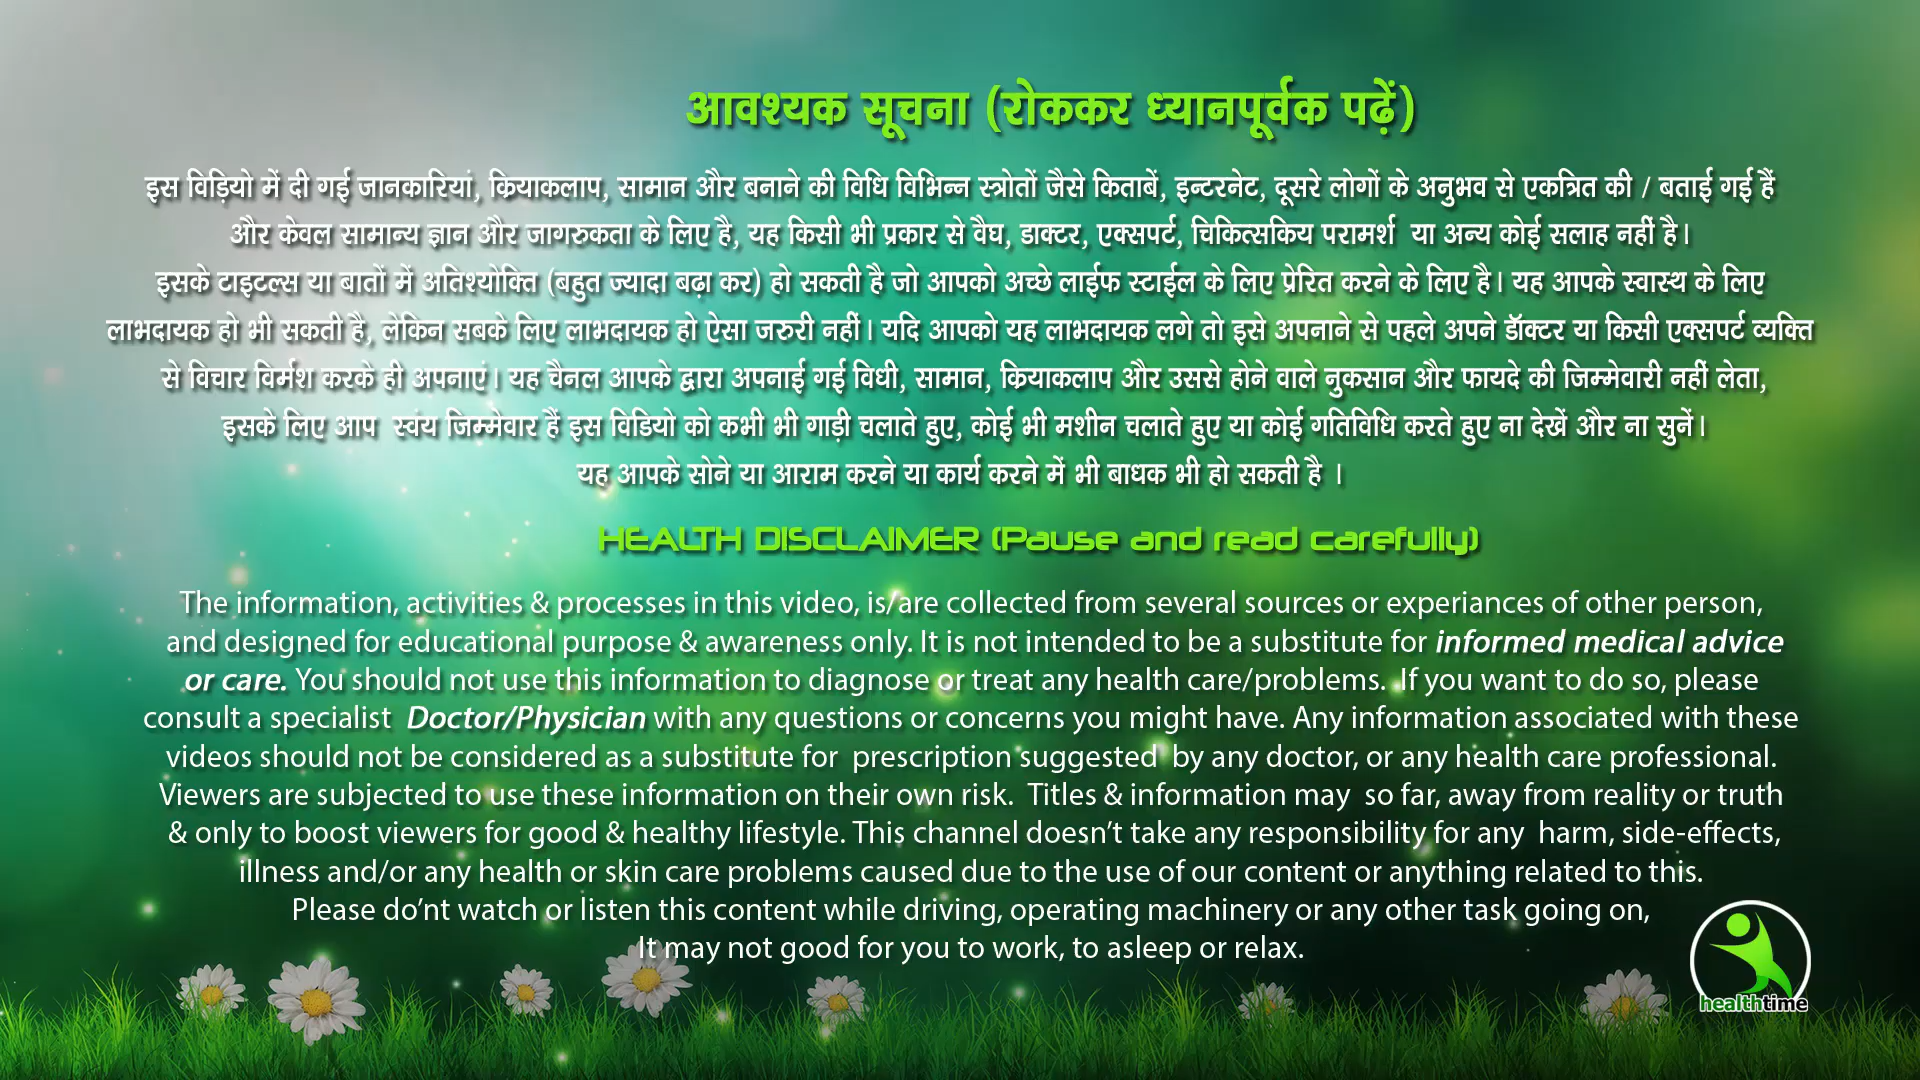 आवश्यक सूचना (रोककर ध्यानपूर्वक पढ़ें)
इस विड़ियो में दी गई जानकारियां, क्रियाकलाप, सामान और बनाने की विधि विभिन्न स्त्रोतों जैसे किताबें, इन्टरनेट, दूसरे लोगों के अनुभव से एकत्रित की / बताई गई हैं
और केवल सामान्य ज्ञान और जागरुकता के लिए है, यह किसी भी प्रकार से वैघ, डाक्टर, एक्सपर्ट, चिकित्सकिय परामर्श या अन्य कोई सलाह नहीं है।
इसके टाइटल्स या बातों में अतिश्योक्ति (बहुत ज्यादा बढ़ा कर) हो सकती है जो आपको अच्छे लाईफ स्टाईल के लिए प्रेरित करने के लिए है। यह आपके स्वास्थ के लिए
लाभदायक हो भी सकती है, लेकिन सबके लिए लाभदायक हो ऐसा जरुरी नहीं। यदि आपको यह लाभदायक लगे तो इसे अपनाने से पहले अपने डॉक्टर या किसी एक्सपर्ट व्यक्ति
से विचार विर्मश करके ही अपनाएं। यह चैनल आपके द्वारा अपनाई गई विधी, सामान, क्रियाकलाप और उससे होने वाले नुकसान और फायदे की जिम्मेवारी नहीं लेता,
इसके लिए आप स्वंय जिम्मेवार हैं इस विडियो को कभी भी गाड़ी चलाते हुए, कोई भी मशीन चलाते हुए या कोई गतिविधि करते हुए ना देखें और ना सुनें।
यह आपके सोने या आराम करने या कार्य करने में भी बाधक भी हो सकती है ।
HEALTH DISCLAIMER (Pause and read carefully)
The information, activities & processes in this video, is/are collected from several sources or experiances of other person,
and designed for educational purpose & awareness only. It is not intended to be a substitute for informed medical advice
or care. You should not use this information to diagnose or treat any health care/problems. If you want to do so, please
consult a specialist Doctor/Physician with any questions or concerns you might have. Any information associated with these
videos should not be considered as a substitute for prescription suggested by any doctor, or any health care professional.
Viewers are subjected to use these information on their own risk. Titles & information may so far, away from reality or truth
& only to boost viewers for good & healthy lifestyle. This channel doesn't take any responsibility for any harm, side-effects,
illness and/or any health or skin care problems caused due to the use of our content or anything related to this.
Please do'nt watch or listen this content while driving, operating machinery or any other task going on,
It may not good for you to work, to asleep or relax.
healthtime